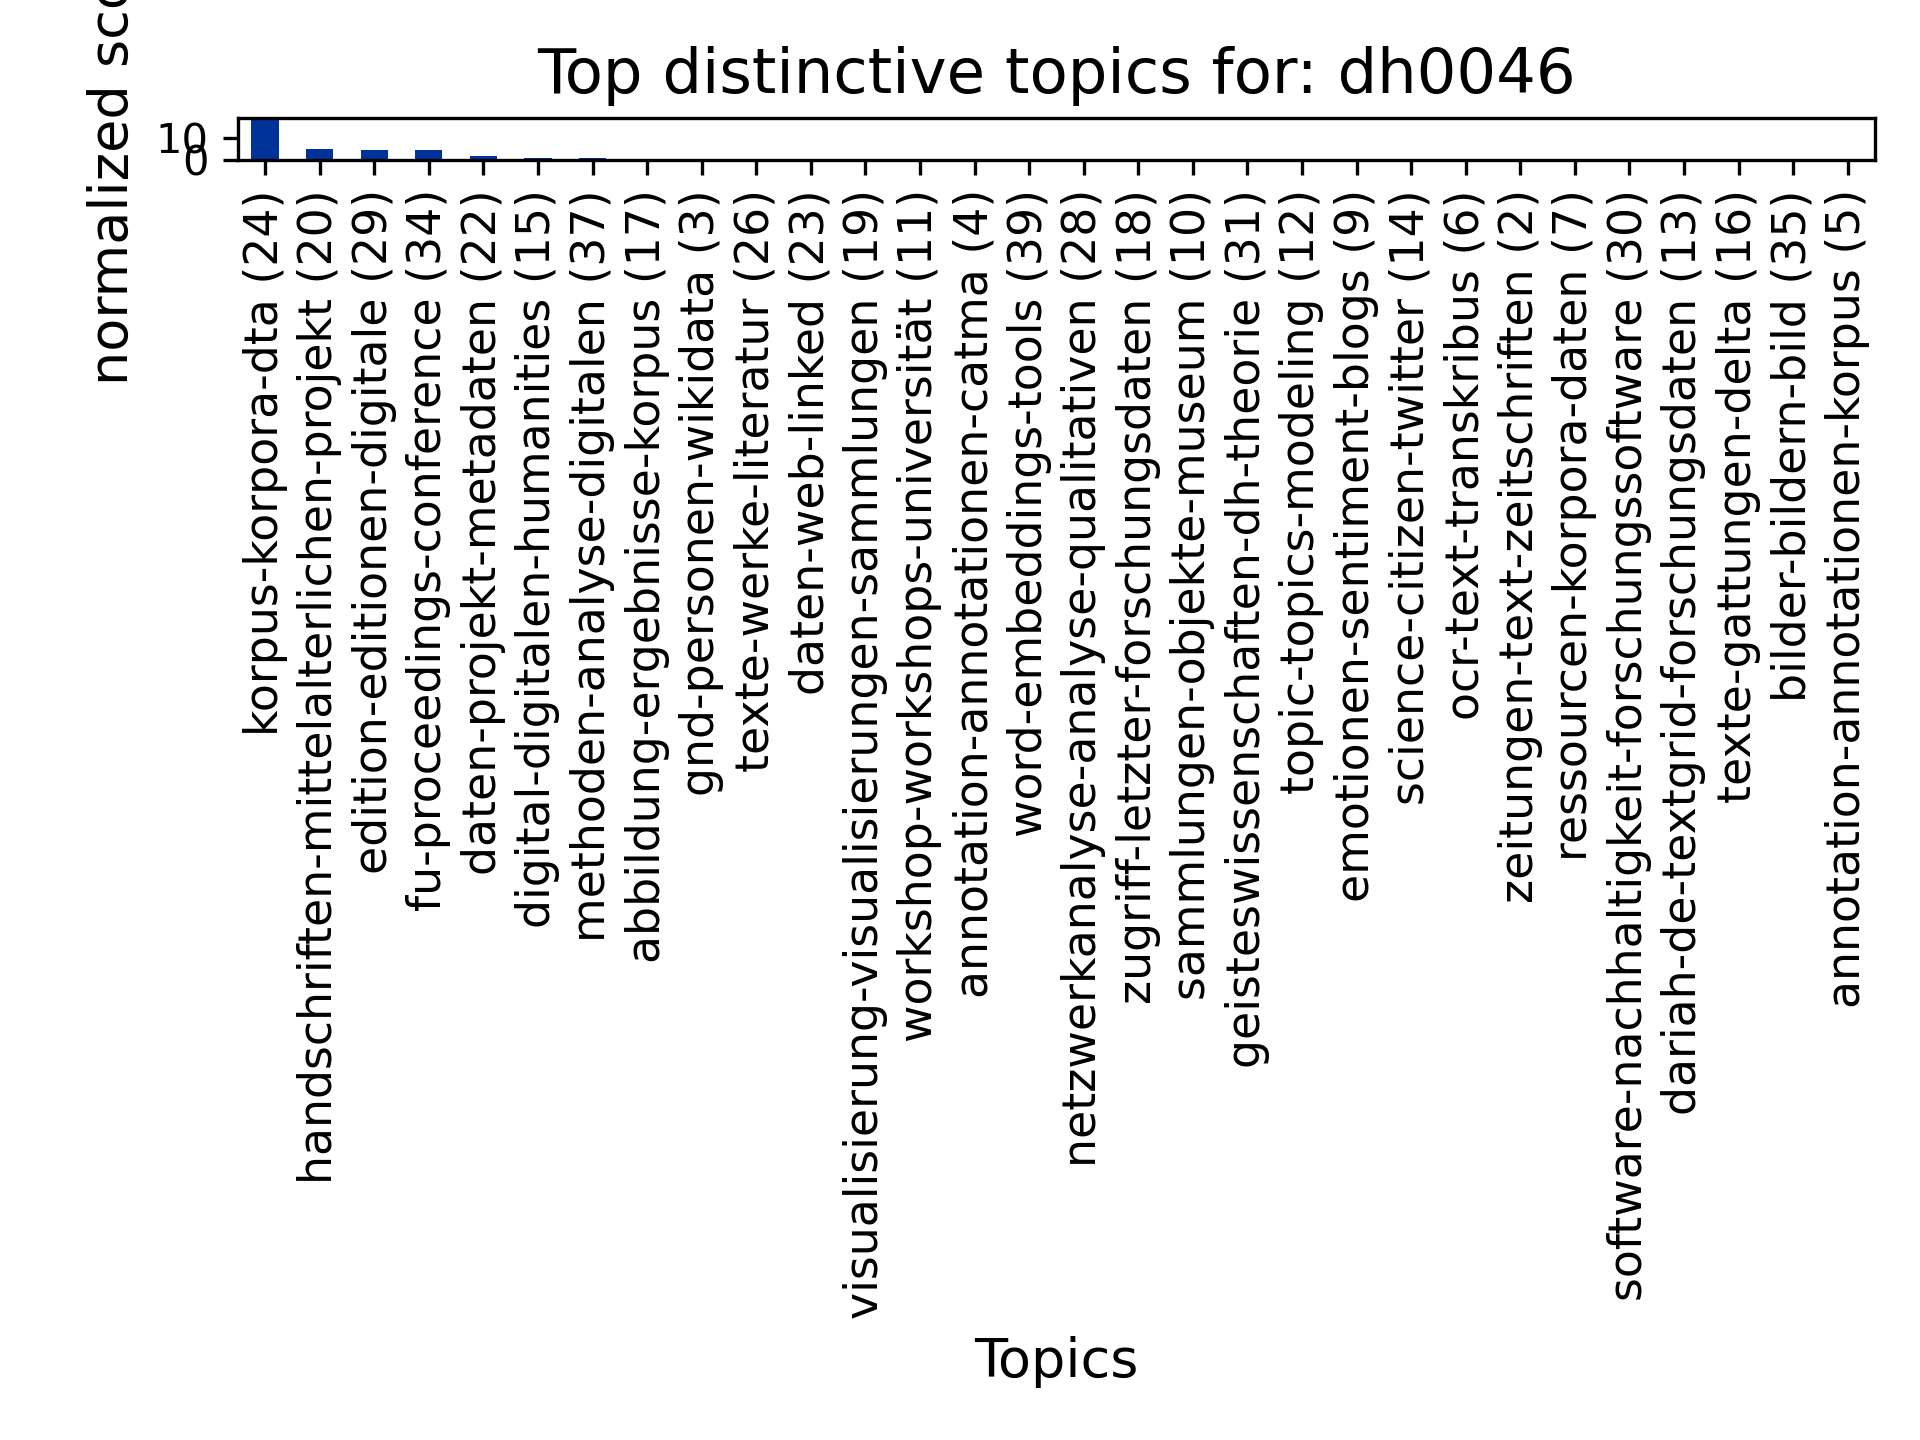 Top distinctive topics for: dh0046
normalized
10
0
korpus-korpora-dta (24)
handschriften-mittelalterlichen-projekt (20)
edition-editionen-digitale (29)
fu-proceedings-conference (34)
daten-projekt-metadaten (22)
digital-digitalen-humanities (15)
methoden-analyse-digitalen (37)
abbildung-ergebnisse-korpus (17)
gnd-personen-wikidata (3)
texte-werke-literatur (26)
daten-web-linked (23)
visualisierung-visualisierungen-sammlungen (19)
workshop-workshops-universität (11)
annotation-annotationen-catma (4)
word-embeddings-tools (39)
netzwerkanalyse-analyse-qualitativen (28)
zugriff-letzter-forschungsdaten (18)
sammlungen-objekte-museum (10)
geisteswissenschaften-dh-theorie (31)
topic-topics-modeling (12)
emotionen-sentiment-blogs (9)
science-citizen-twitter (14)
ocr-text-transkribus (6)
zeitungen-text-zeitschriften (2)
ressourcen-korpora-daten (7)
software-nachhaltigkeit-forschungssoftware (30)
dariah-de-textgrid-forschungsdaten (13)
texte-gattungen-delta (16)
bilder-bildern-bild (35)
annotation-annotationen-korpus (5)
Topics